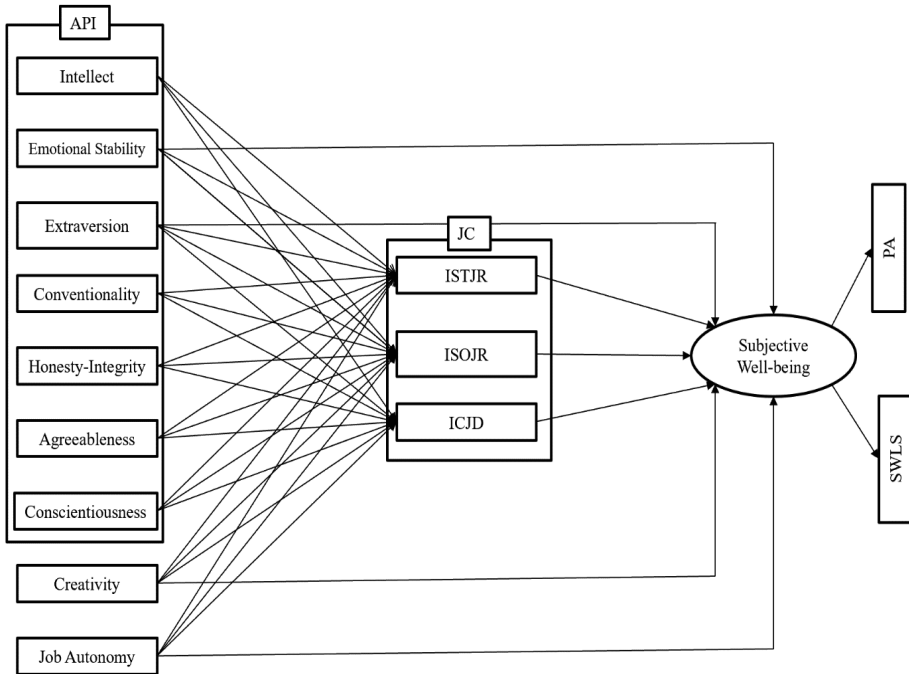 API
Intellect
Emotional Stability
Extraversion
Conventionality
Honesty-Integrity
Agreeableness
Conscientiousness
Creativity
Job Autonomy
JC
ISTJR
ISOJR
ICJD
Subjective
Well-being
PA
SWLS